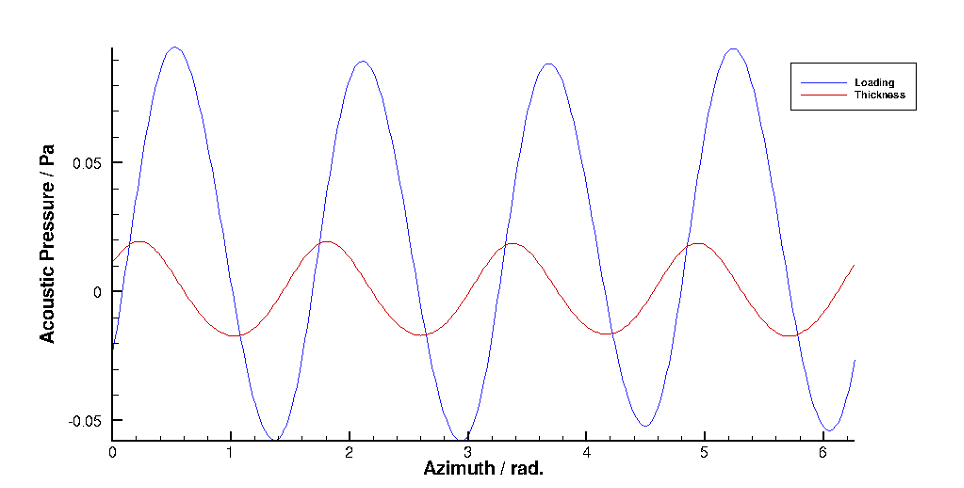 Loading
Thickness
Acoustic Pressure / Pa
0.05
0
-0.05
0 1 2 3 4 5 6
Azimuth / rad.